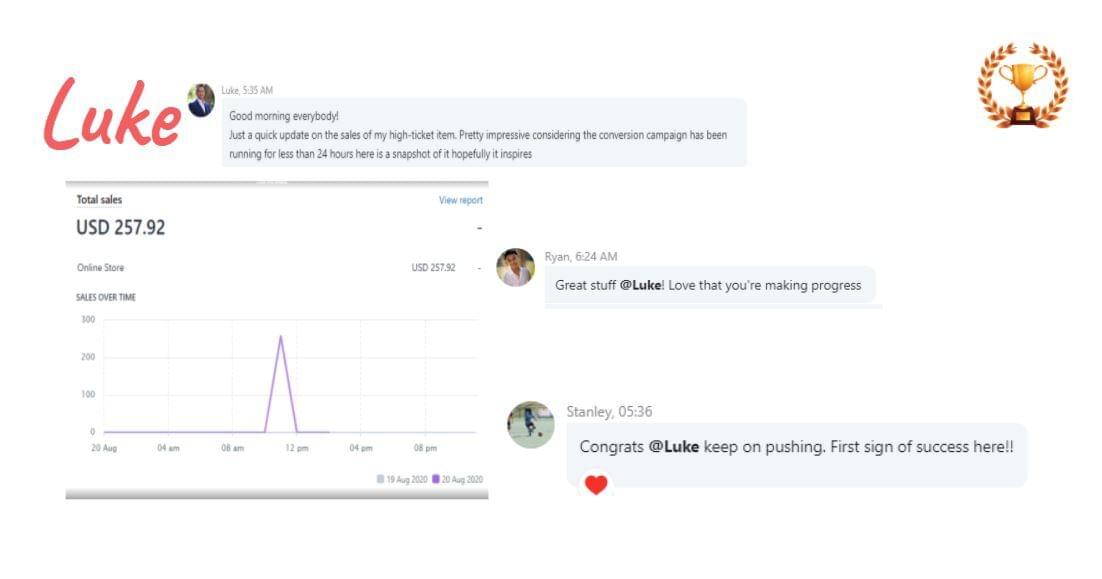 Luke
Luke, 5:35 AM
Good morning everybody!
Just a quick update on the sales of my high-ticket item. Pretty impressive considering the conversion campaign has been
running for less than 24 hours here is a snapshot of it hopefully it inspires
Total sales
View report
USD 257.92
-
Online Store
USD 257.92
-
SALES OVER TIME
300
200
100
0
20 Aug
04 am
08 am
12 pm
04 pm
08 pm
19 Aug 2020
20 Aug 2020
Ryan, 6:24 AM
Great stuff @Luke! Love that you're making progress
Stanley, 05:36
Congrats @Luke keep on pushing. First sign of success here!!